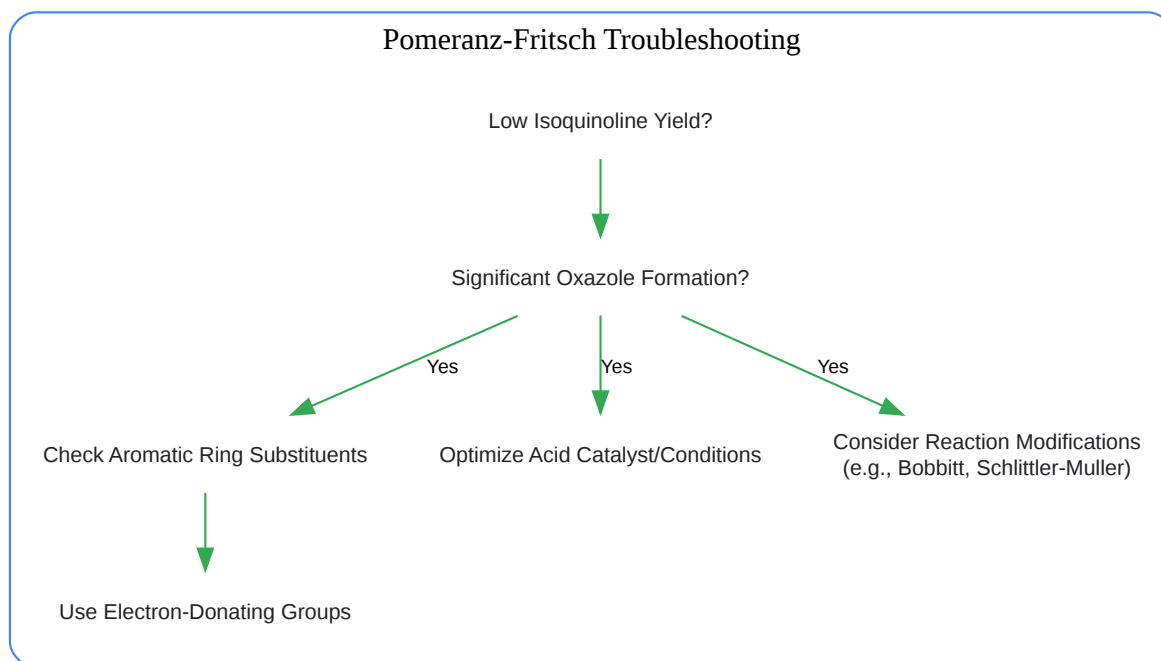 Pomeranz-Fritsch Troubleshooting
Low Isoquinoline Yield?
Significant Oxazole Formation?
Yes
Yes
Yes
Check Aromatic Ring Substituents
Optimize Acid Catalyst/Conditions
Consider Reaction Modifications
(e.g., Bobbitt, Schlittler-Muller)
Use Electron-Donating Groups